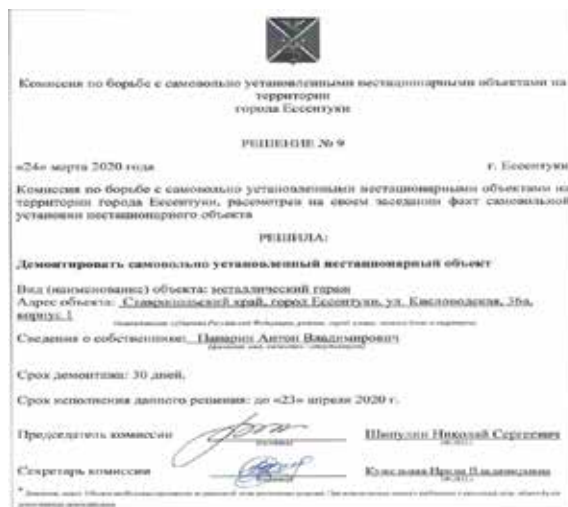 Комиссия по борьбе с самовольно установленными нестационарными объектами на
территории
города Ессентуки
РЕШЕНИЕ № 9
«24» марта 2020 года г. Ессентуки
Комиссия по борьбе с самовольно установленными нестационарными объектами на
территории города Ессентуки, рассмотрев на своем заседании факт самовольной
установки нестационарного объекта
РЕШИЛА:
Демонтировать самовольно установленный нестационарный объект
Вид (наименование) объекта: металлический гараж
Адрес объекта: Ставропольский край, город Ессентуки, ул. Кисловодская, 36а,
корпус 1
Сведения о собственнике: Антон Владимирович
Срок демонтажа: 30 дней.
Срок исполнения данного решения: до «23» апреля 2020 г.
Председатель комиссии Николай Сергеевич
Секретарь комиссии Владимировна